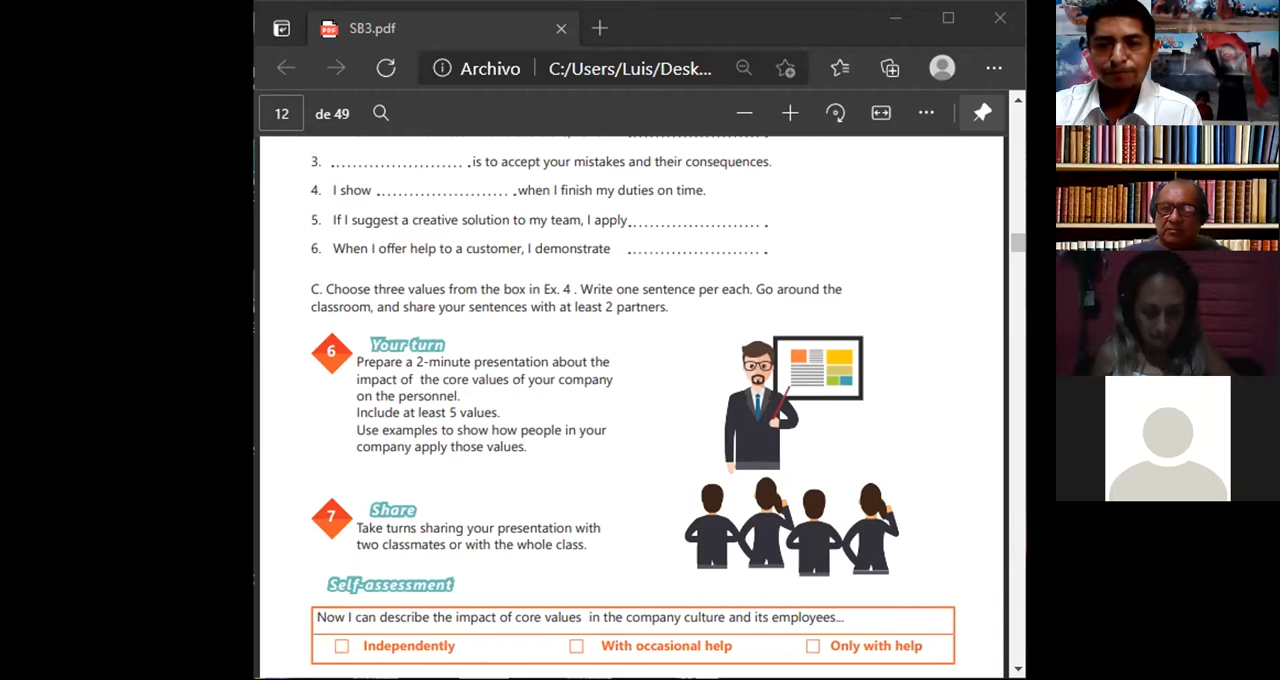 SB3.pdf
Archivo C:/Users/Luis/Desk...
12 de 49
3. ........................ is to accept your mistakes and their consequences.
4. I show ........................ when I finish my duties on time.
5. If I suggest a creative solution to my team, I apply ........................ .
6. When I offer help to a customer, I demonstrate ........................ .
C. Choose three values from the box in Ex. 4 . Write one sentence per each. Go around the
classroom, and share your sentences with at least 2 partners.
6 Your turn
Prepare a 2-minute presentation about the
impact of the core values of your company
on the personnel.
Include at least 5 values.
Use examples to show how people in your
company apply those values.
7 Share
Take turns sharing your presentation with
two classmates or with the whole class.
Self-assessment
Now I can describe the impact of core values in the company culture and its employees...
Independently With occasional help Only with help